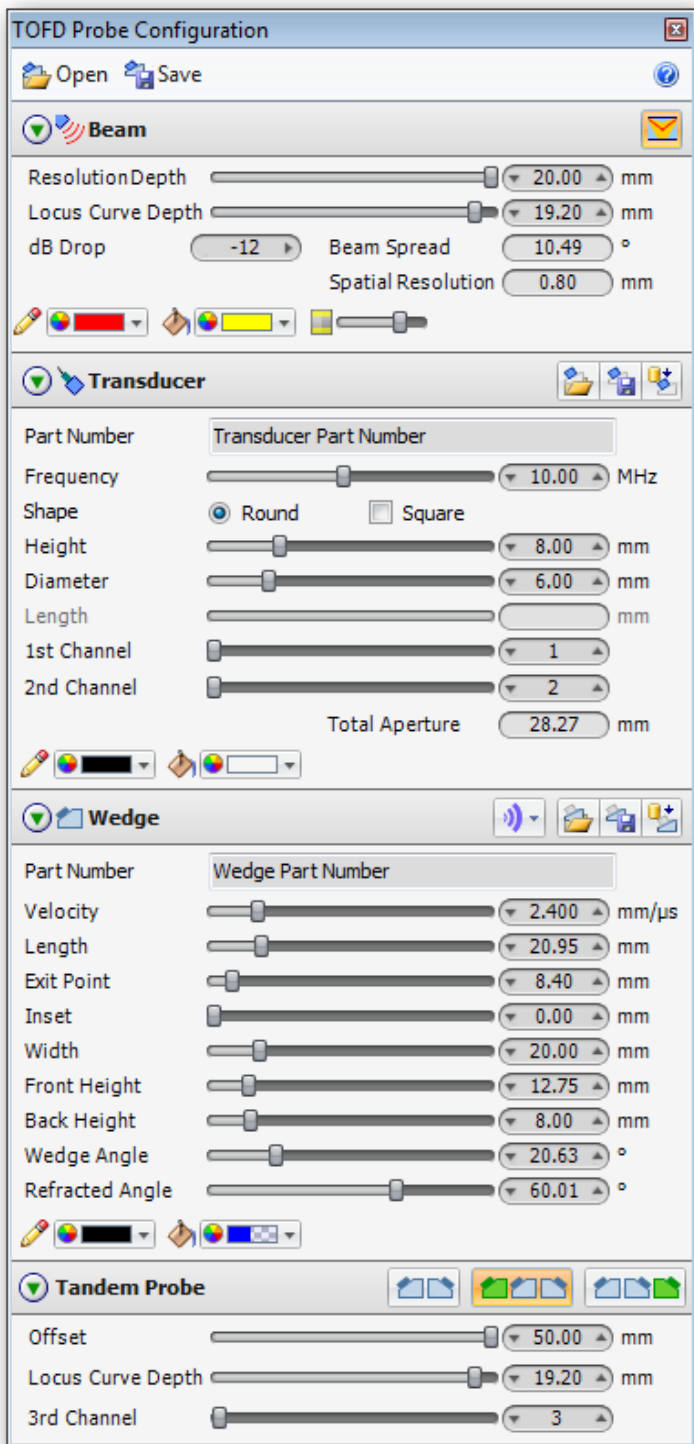 TOFD Probe Configuration
Open Save
Beam
Resolution Depth 20.00 mm
Locus Curve Depth 19.20 mm
dB Drop -12 Beam Spread 10.49 °
Spatial Resolution 0.80 mm
Transducer
Part Number Transducer Part Number
Frequency 10.00 MHz
Shape Round Square
Height 8.00 mm
Diameter 6.00 mm
Length mm
1st Channel 1
2nd Channel 2
Total Aperture 28.27 mm
Wedge
Part Number Wedge Part Number
Velocity 2.400 mm/µs
Length 20.95 mm
Exit Point 8.40 mm
Inset 0.00 mm
Width 20.00 mm
Front Height 12.75 mm
Back Height 8.00 mm
Wedge Angle 20.63 °
Refracted Angle 60.01 °
Tandem Probe
Offset 50.00 mm
Locus Curve Depth 19.20 mm
3rd Channel 3